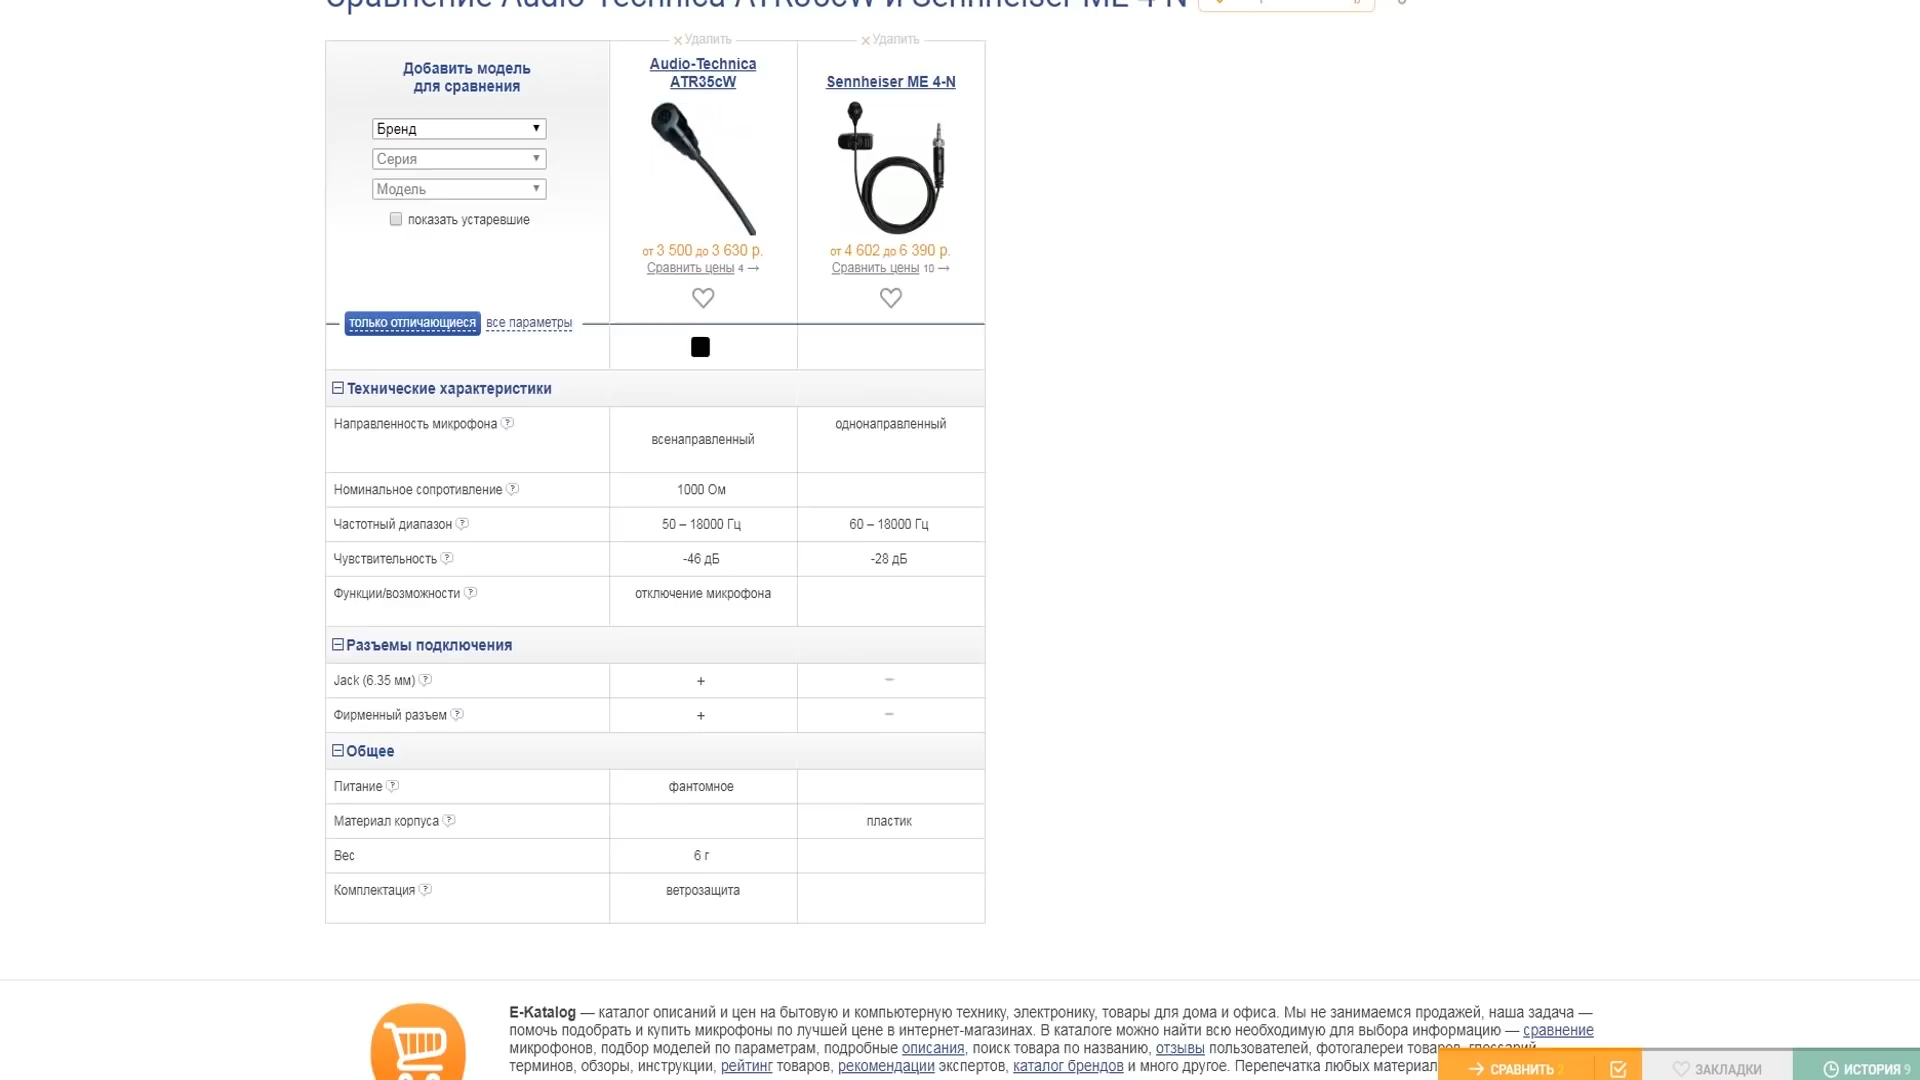 Удалить
Удалить
Добавить модель
для сравнения
Audio-Technica
ATR35cW
Sennheiser ME 4-N
Бренд
Серия
Модель
показать устаревшие
от 3 500 до 3 630 р.
Сравнить цены 4 →
от 4 602 до 6 390 р.
Сравнить цены 10 →
только отличающиеся все параметры
Технические характеристики
Направленность микрофона всенаправленный однонаправленный
Номинальное сопротивление 1000 Ом
Частотный диапазон 50 – 18000 Гц 60 – 18000 Гц
Чувствительность -46 дБ -28 дБ
Функции/возможности отключение микрофона
Разъемы подключения
Jack (6.35 мм) + −
Фирменный разъем + −
Общее
Питание фантомное
Материал корпуса пластик
Вес 6 г
Комплектация ветрозащита
E-Katalog — каталог описаний и цен на бытовую и компьютерную технику, электронику, товары для дома и офиса. Мы не занимаемся продажей, наша задача —
помочь подобрать и купить микрофоны по лучшей цене в интернет-магазинах. В каталоге можно найти всю необходимую для выбора информацию — сравнение
микрофонов, подбор моделей по параметрам, подробные описания, поиск товара по названию, отзывы пользователей, фотогалереи товаров, глоссарий
терминов, обзоры, инструкции, рейтинг товаров, рекомендации экспертов, каталог брендов и много другое. Перепечатка любых материал
СРАВНИТЬ 2
ЗАКЛАДКИ
ИСТОРИЯ 9